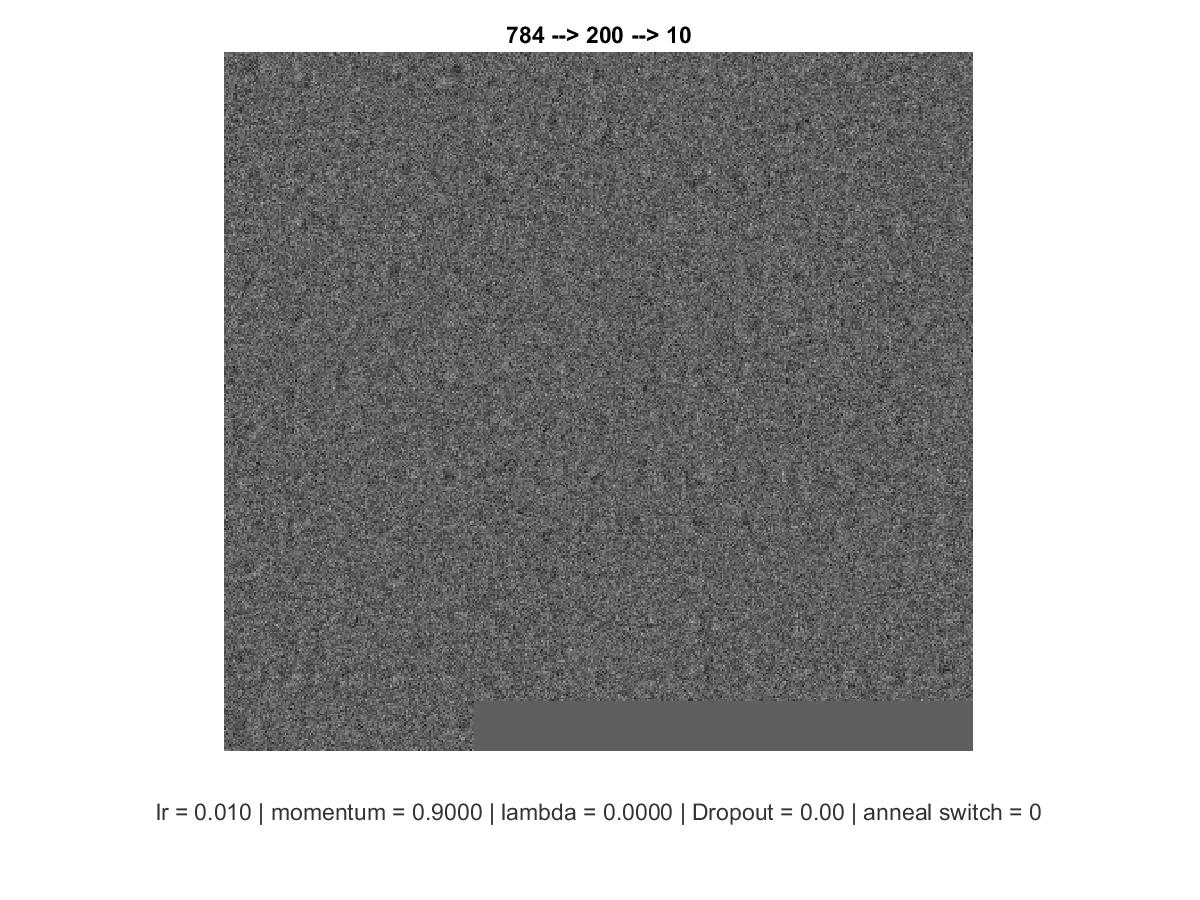 784 --> 200 --> 10
lr = 0.010 | momentum = 0.9000 | lambda = 0.0000 | Dropout = 0.00 | anneal switch = 0